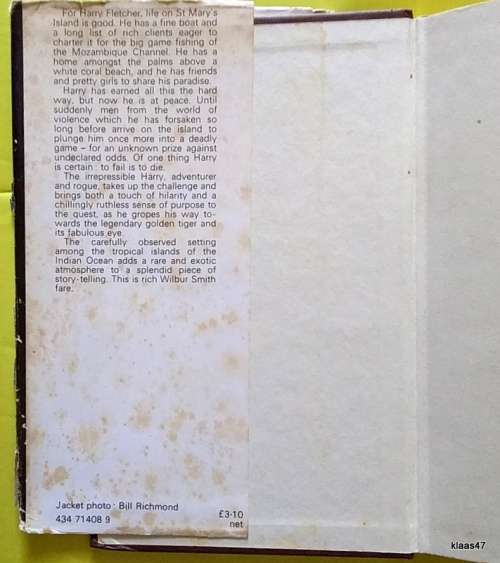 For Harry Fletcher, life on St Mary's
Island is good. He has a fine boat and
a long list of rich clients eager to
charter it for the big game fishing of
the Mozambique Channel. He has a
home amongst the palms above a
white coral beach, and he has friends
and pretty girls to share his paradise.
Harry has earned all this the hard
way, but now he is at peace. Until
suddenly men from the world of
violence which he has forsaken so
long before arrive on the island to
plunge him once more into a deadly
game – for an unknown prize against
undeclared odds. Of one thing Harry
is certain: to fail is to die.
The irrepressible Harry, adventurer
and rogue, takes up the challenge and
brings both a touch of hilarity and a
chillingly ruthless sense of purpose to
the quest, as he gropes his way to-
wards the legendary golden tiger and
its fabulous eye.
The carefully observed setting
among the tropical islands of the
Indian Ocean adds a rare and exotic
atmosphere to a splendid piece of
story-telling. This is rich Wilbur Smith
fare.
Jacket photo: Bill Richmond
434 71408 9
£3·10
net
klaas47